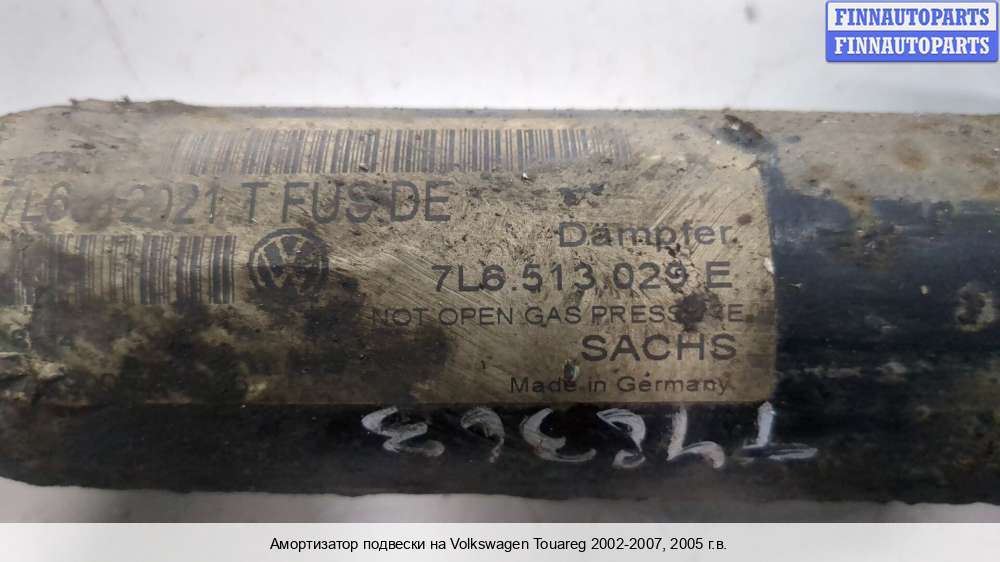 FINNAUTOPARTS
FINNAUTOPARTS
2021 T FUS DE
Dämpfer
7L6.513.029 E
NOT OPEN GAS PRESSURE
SACHS
Made in Germany
Амортизатор подвески на Volkswagen Touareg 2002-2007, 2005 г.в.